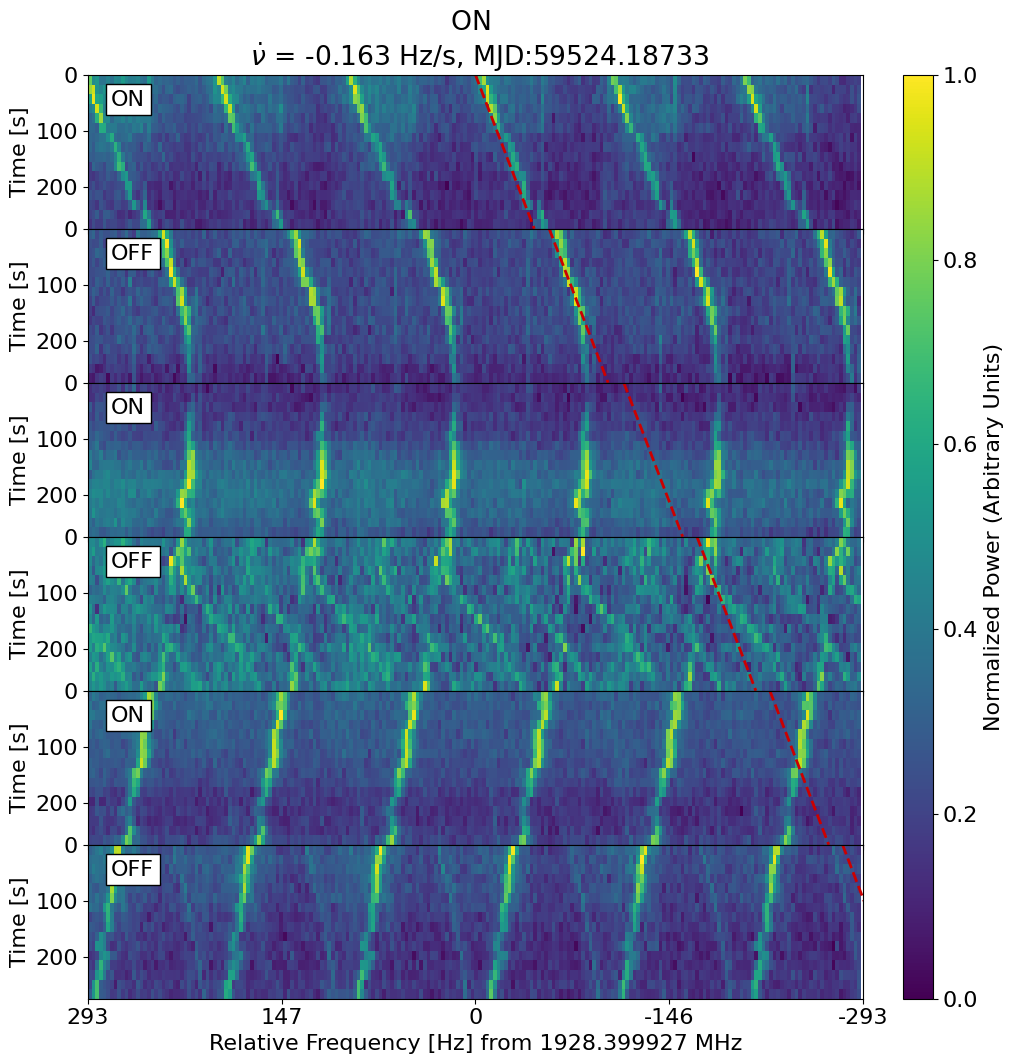 ON
ν̇ = -0.163 Hz/s, MJD:59524.18733
0
ON
100
200
Time [s]
0
OFF
100
200
Time [s]
0
ON
100
200
Time [s]
0
OFF
100
200
Time [s]
0
ON
100
200
Time [s]
0
OFF
100
200
Time [s]
293 147 0 -146 -293
Relative Frequency [Hz] from 1928.399927 MHz
1.0
0.8
0.6
0.4
0.2
0.0
Normalized Power (Arbitrary Units)